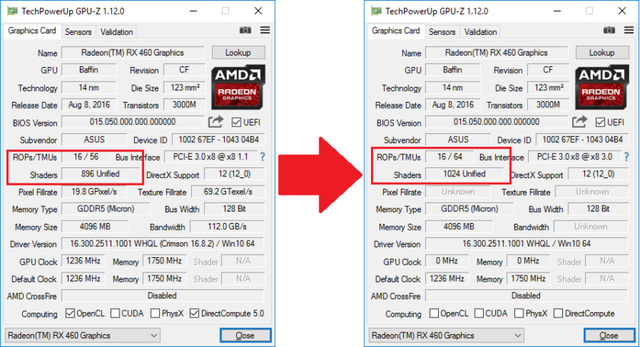 TechPowerUp GPU-Z 1.12.0
Graphics Card Sensors Validation
Name Radeon(TM) RX 460 Graphics Lookup
GPU Baffin Revision CF
Technology 14 nm Die Size 123 mm²
Release Date Aug 8, 2016 Transistors 3000M
BIOS Version 015.050.000.000.000000 UEFI
Subvendor ASUS Device ID 1002 67EF - 1043 04B4
ROPs/TMUs 16 / 56 Bus Interface PCI-E 3.0 x8 @ x8 1.1 ?
Shaders 896 Unified DirectX Support 12 (12_0)
Pixel Fillrate 19.8 GPixel/s Texture Fillrate 69.2 GTexel/s
Memory Type GDDR5 (Micron) Bus Width 128 Bit
Memory Size 4096 MB Bandwidth 112.0 GB/s
Driver Version 16.300.2511.1001 WHQL (Crimson 16.8.2) / Win10 64
GPU Clock 1236 MHz Memory 1750 MHz Shader N/A
Default Clock 1236 MHz Memory 1750 MHz Shader N/A
AMD CrossFire Disabled
Computing OpenCL CUDA PhysX DirectCompute 5.0
Radeon(TM) RX 460 Graphics Close
AMD
RADEON
GRAPHICS
TechPowerUp GPU-Z 1.12.0
Graphics Card Sensors Validation
Name Radeon(TM) RX 460 Graphics Lookup
GPU Baffin Revision CF
Technology 14 nm Die Size 123 mm²
Release Date Aug 8, 2016 Transistors 3000M
BIOS Version 015.050.000.000.000000 UEFI
Subvendor ASUS Device ID 1002 67EF - 1043 04B4
ROPs/TMUs 16 / 64 Bus Interface PCI-E 3.0 x8 @ x8 3.0 ?
Shaders 1024 Unified DirectX Support 12 (12_0)
Pixel Fillrate Unknown Texture Fillrate Unknown
Memory Type GDDR5 (Micron) Bus Width 128 Bit
Memory Size 4096 MB Bandwidth Unknown
Driver Version 16.300.2511.1001 WHQL (Crimson 16.8.2) / Win10 64
GPU Clock 0 MHz Memory 0 MHz Shader N/A
Default Clock 1236 MHz Memory 1750 MHz Shader N/A
AMD CrossFire Disabled
Computing OpenCL CUDA PhysX DirectCompute 5.0
Radeon(TM) RX 460 Graphics Close
AMD
RADEON
GRAPHICS